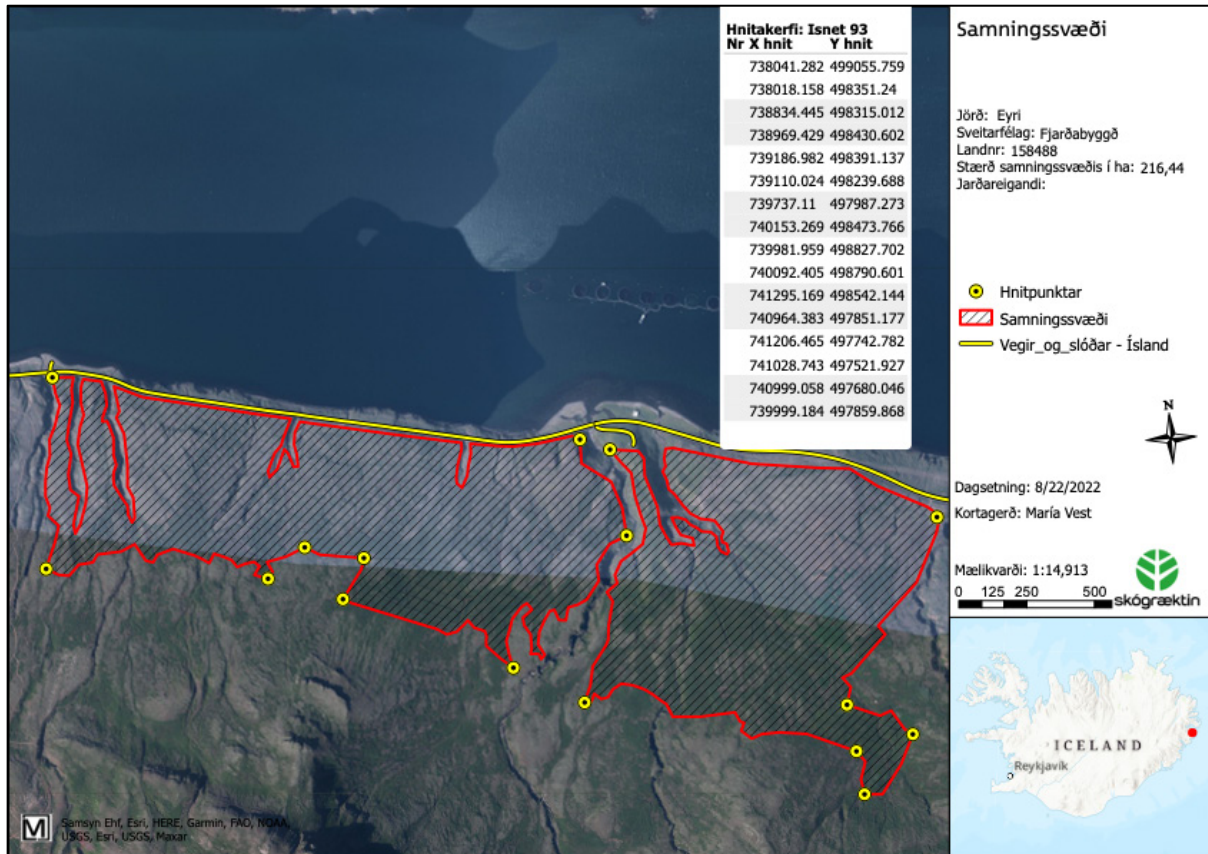 Hnitakerfi: Isnet 93
Nr X hnit Y hnit
738041.282 499055.759
738018.158 498351.24
738834.445 498315.012
738969.429 498430.602
739186.982 498391.137
739110.024 498239.688
739737.11 497987.273
740153.269 498473.766
739981.959 498827.702
740092.405 498790.601
741295.169 498542.144
740964.383 497851.177
741206.465 497742.782
741028.743 497521.927
740999.058 497680.046
739999.184 497859.868
Samningssvæði
Jörð: Eyri
Sveitarfélag: Fjarðabyggð
Landnr: 158488
Stærð samningssvæðis í ha: 216,44
Jarðareigandi:
Hnitpunktar
Samningssvæði
Vegir_og_slóðar - Ísland
N
Dagsetning: 8/22/2022
Kortagerð: María Vest
Mælikvarði: 1:14,913
0 125 250 500
skógræktin
ICELAND
Reykjavík
M
Samsyn Ehf, Esri, HERE, Garmin, FAO, NOAA,
USGS, Esri, USGS, Maxar